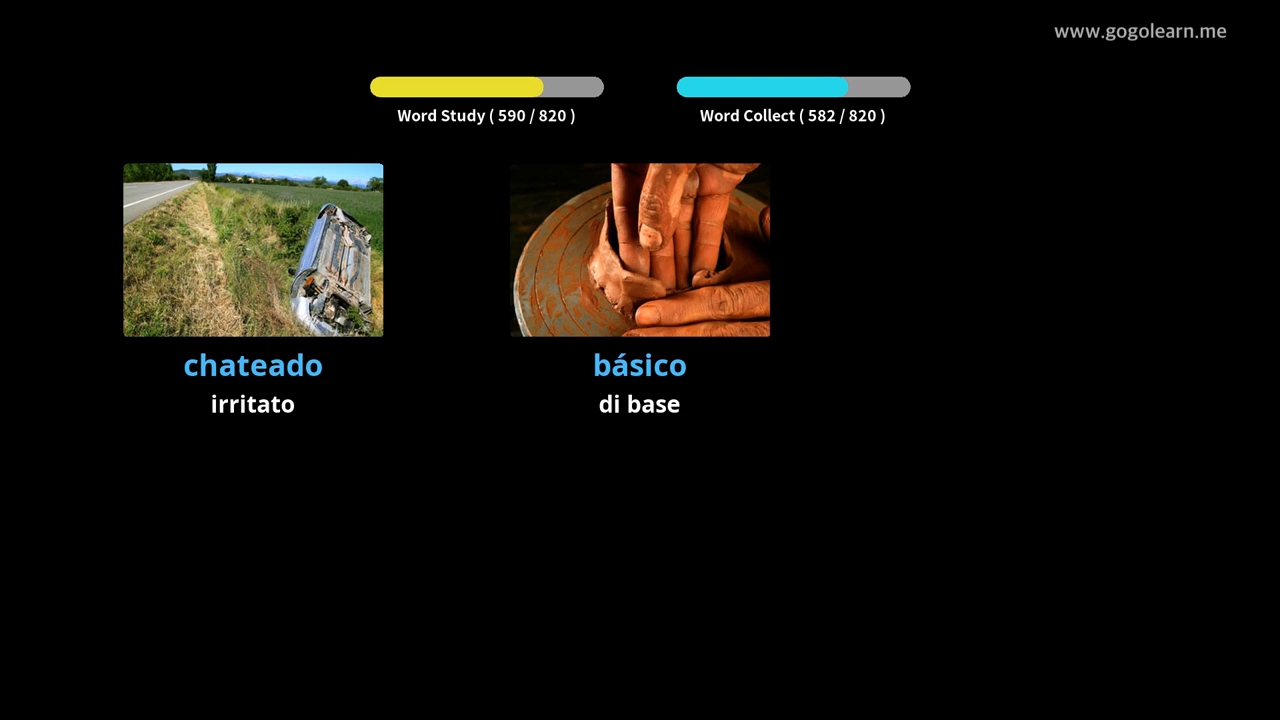 www.gogolearn.me
Word Study ( 590 / 820 )
Word Collect ( 582 / 820 )
chateado
irritato
básico
di base